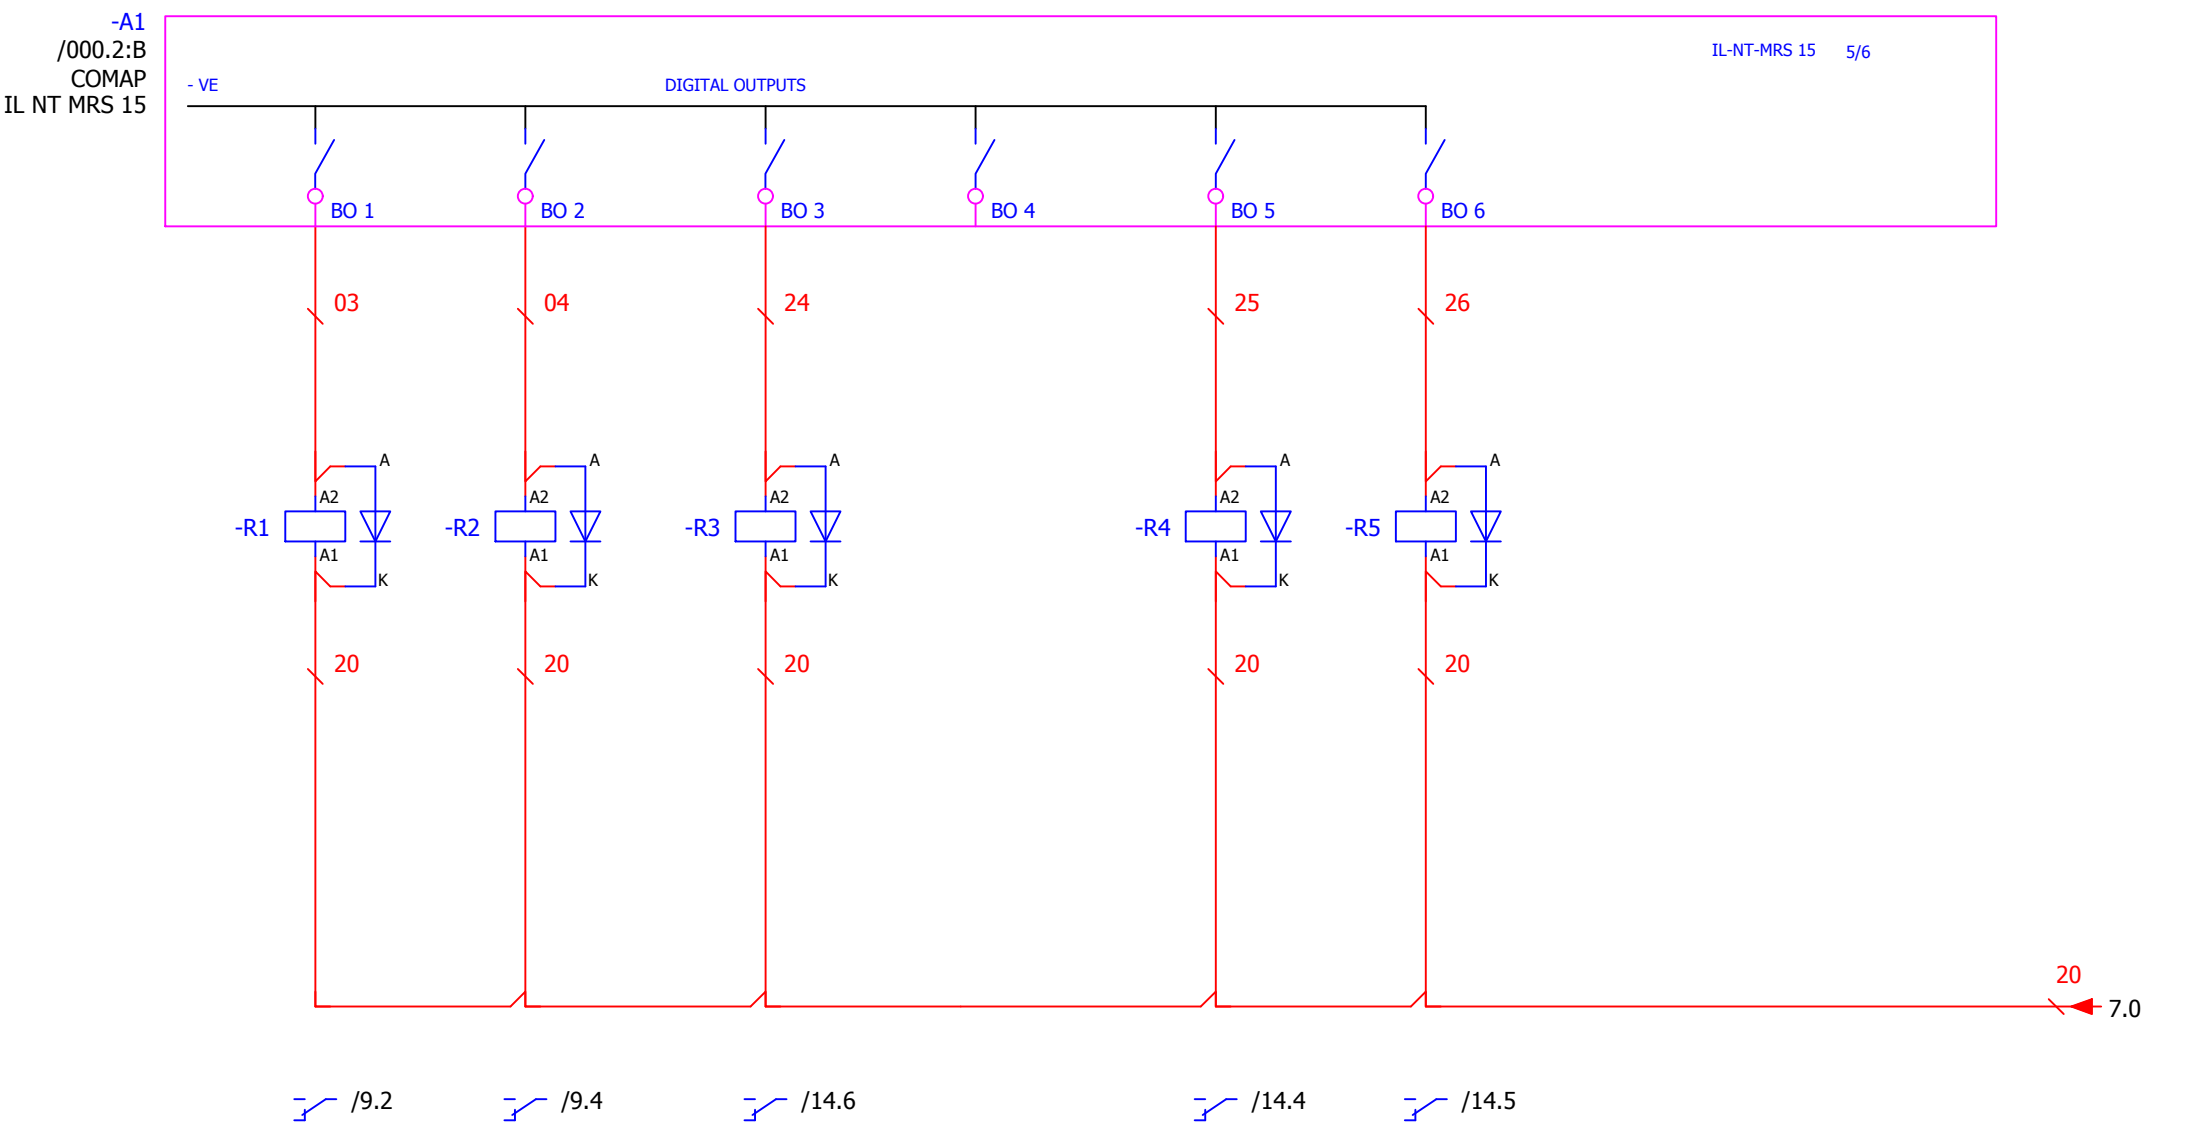 -A1
/000.2:B
COMAP
IL NT MRS 15
IL-NT-MRS 15 5/6
- VE DIGITAL OUTPUTS
BO 1 BO 2 BO 3 BO 4 BO 5 BO 6
03 04 24 25 26
A A A A A
A2 A2 A2 A2 A2
-R1 -R2 -R3 -R4 -R5
A1 A1 A1 A1 A1
K K K K K
20 20 20 20 20
20
7.0
/9.2 /9.4 /14.6 /14.4 /14.5